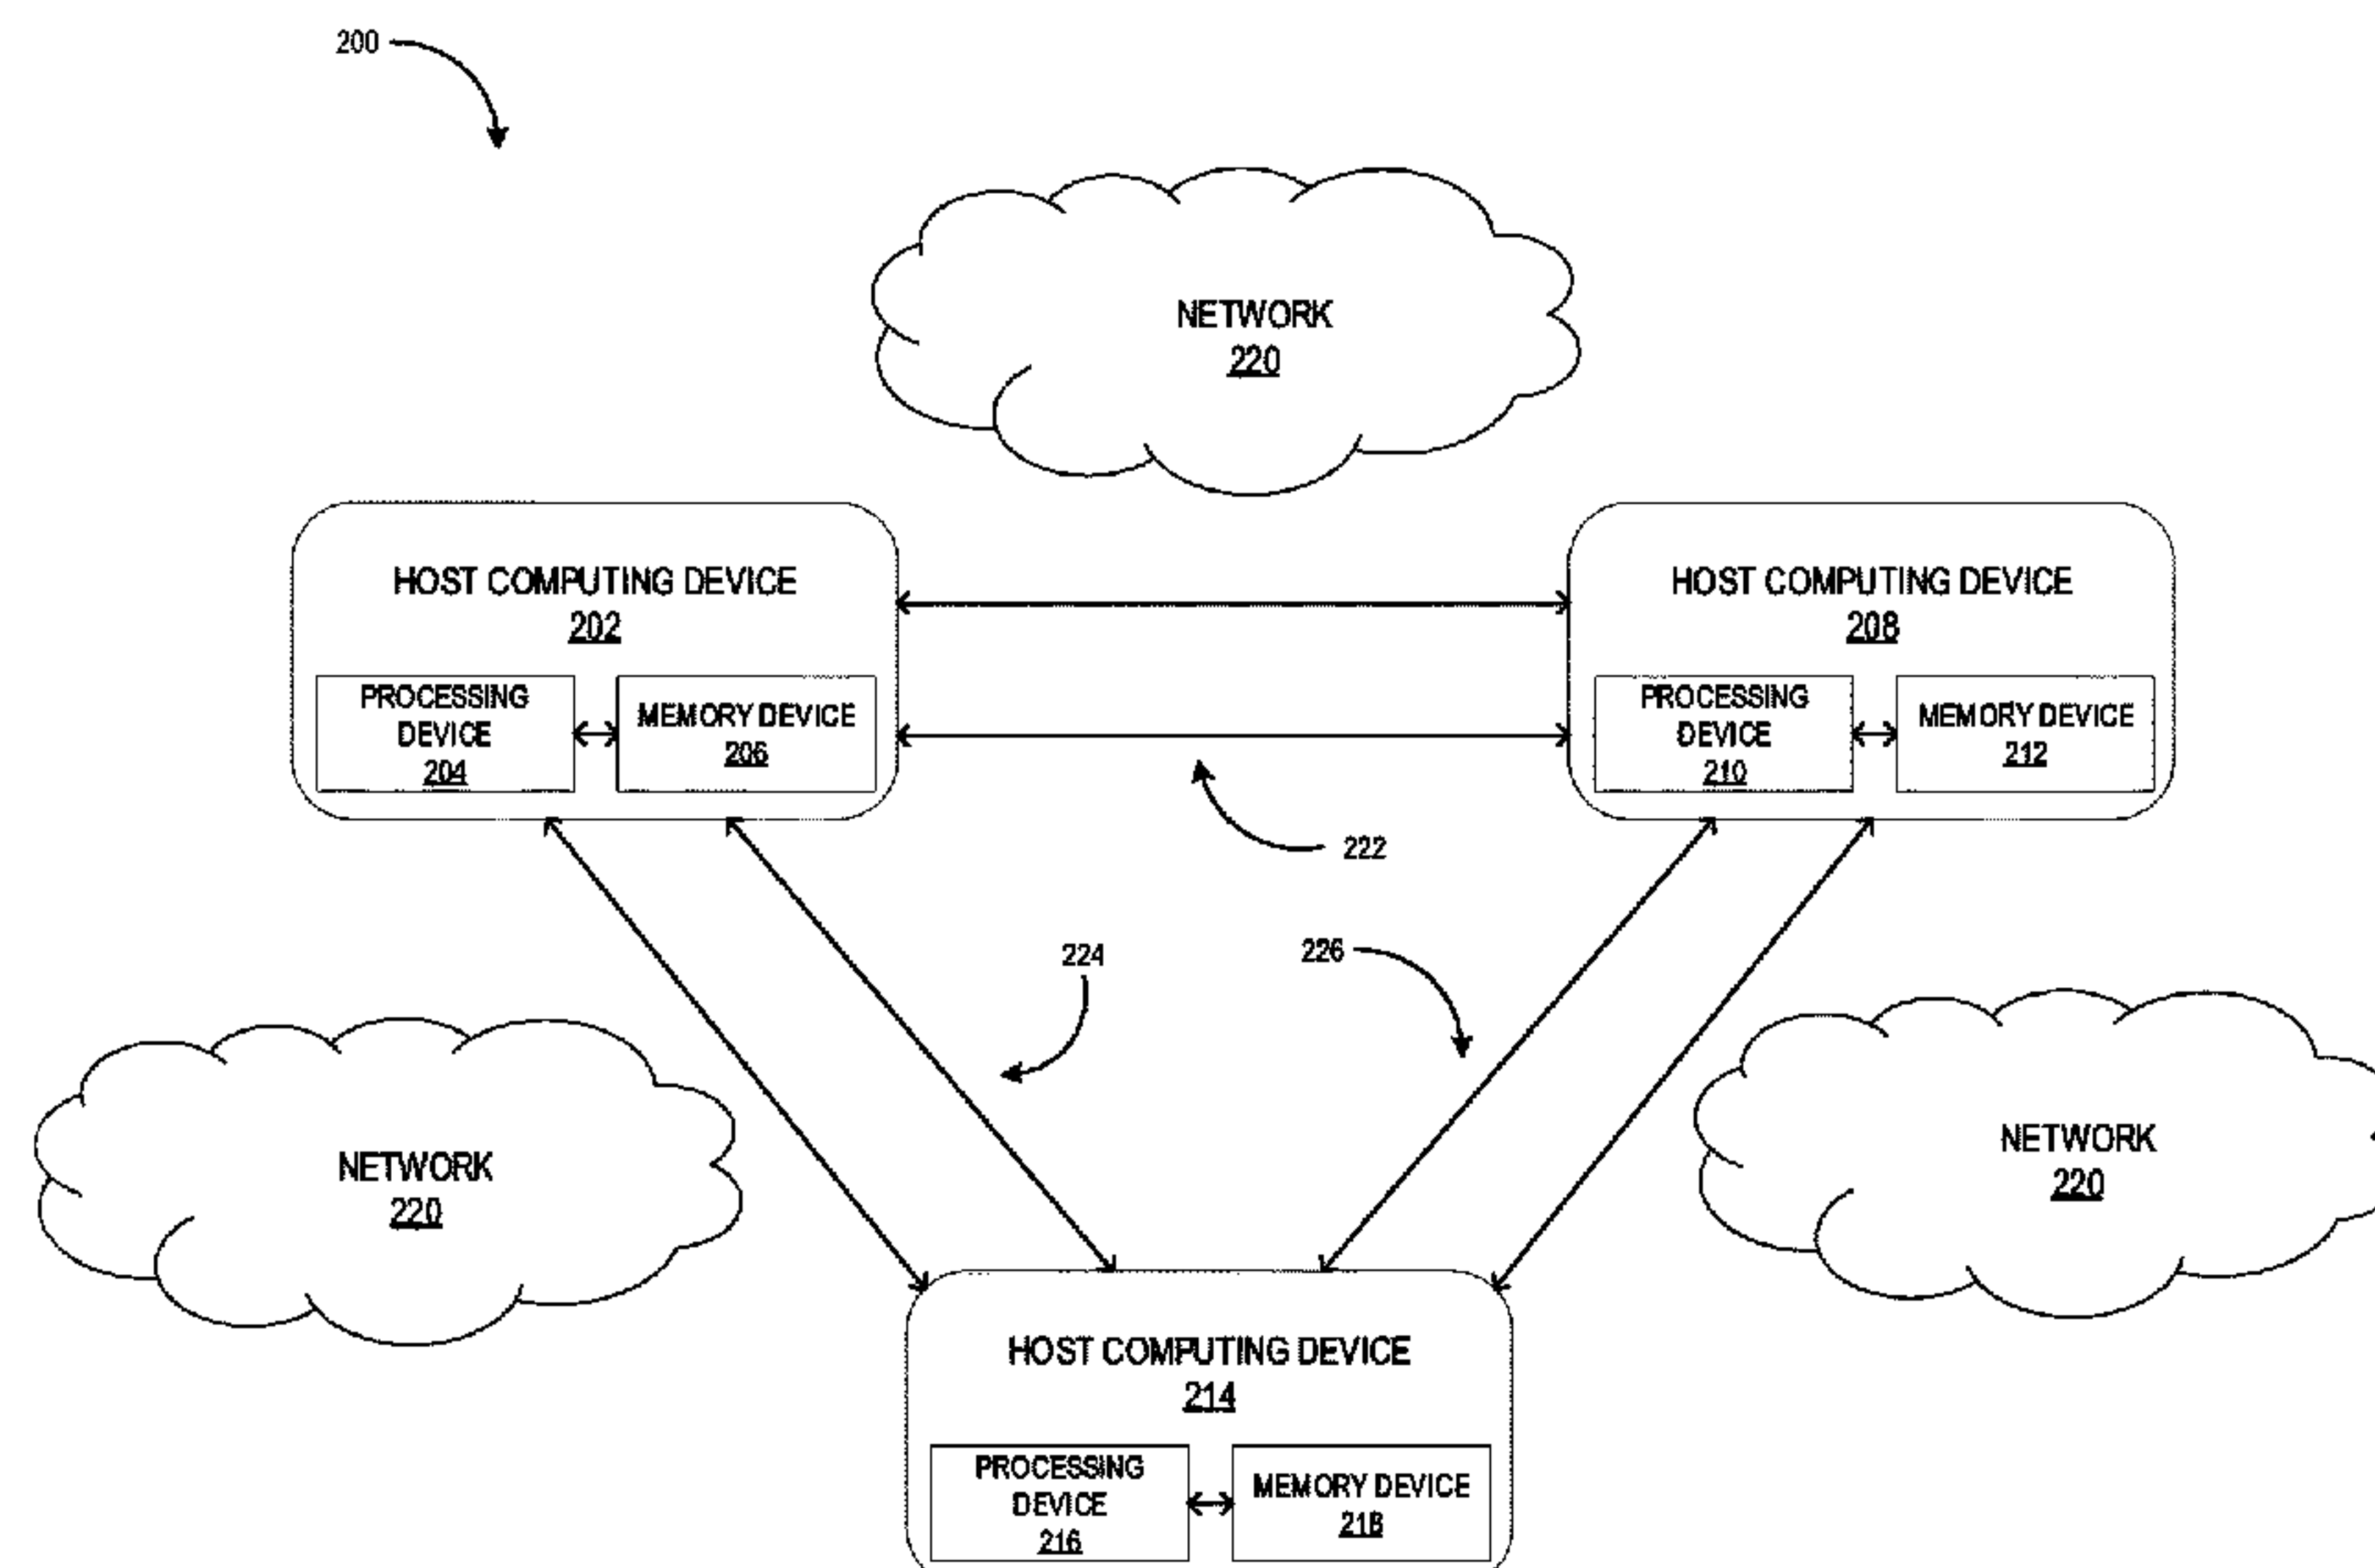 200
NETWORK
220
HOST COMPUTING DEVICE
202
PROCESSING
DEVICE
204
MEMORY DEVICE
206
HOST COMPUTING DEVICE
208
PROCESSING
DEVICE
210
MEMORY DEVICE
212
222
224
226
NETWORK
220
NETWORK
220
HOST COMPUTING DEVICE
214
PROCESSING
DEVICE
216
MEMORY DEVICE
218